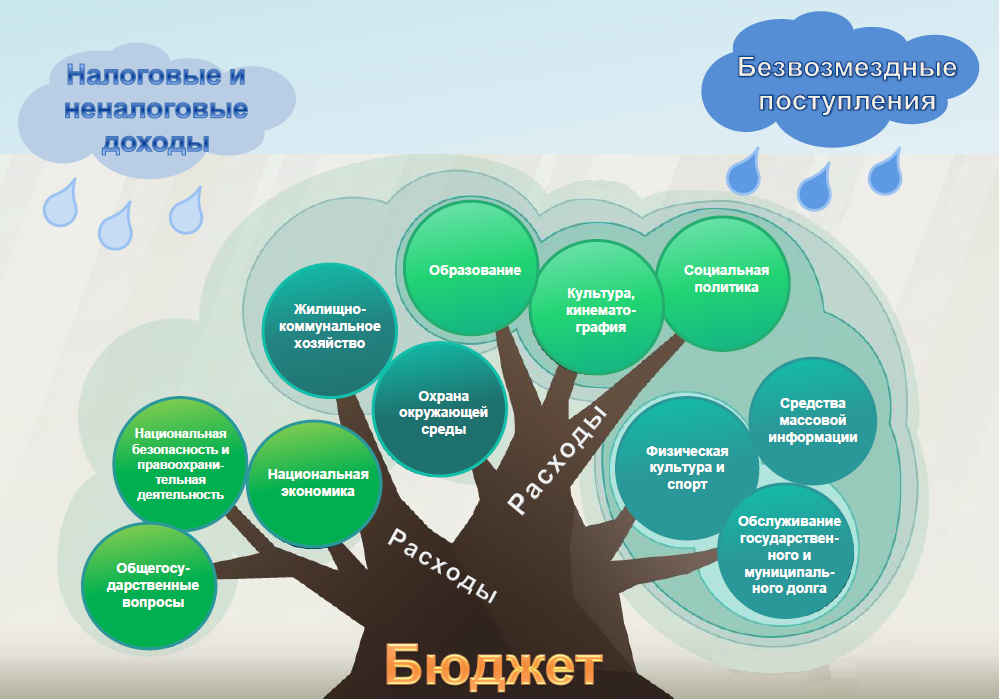 Налоговые и
неналоговые
доходы
Безвозмездные
поступления
Образование
Культура,
кинемато-
графия
Социальная
политика
Жилищно-
коммунальное
хозяйство
Охрана
окружающей
среды
Средства
массовой
информации
Национальная
безопасность и
правоохрани-
тельная
деятельность
Национальная
экономика
Физическая
культура и
спорт
Обслуживание
государствен-
ного и
муниципаль-
ного долга
Общегосу-
дарственные
вопросы
Расходы
Расходы
Бюджет